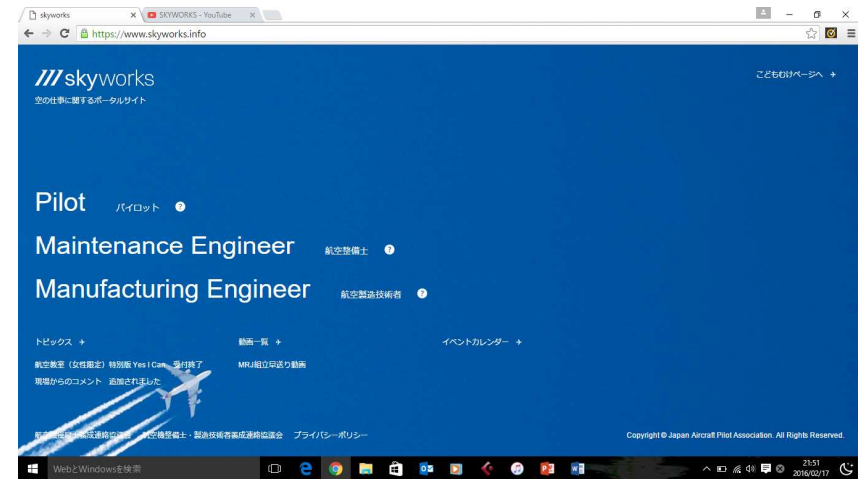 skyworks
SKYWORKS - YouTube
https://www.skyworks.info
skyworks
空の仕事に関するポータルサイト
こどもむけページへ +
Pilot パイロット ?
Maintenance Engineer 航空整備士 ?
Manufacturing Engineer 航空製造技術者 ?
トピックス +
動画一覧 +
イベントカレンダー +
航空教室（女性限定）特別版 Yes I Can 受付終了
MRJ組立早送り動画
現場からのコメント 追加されました
航空機整備士・製造技術者養成連絡協議会 プライバシーポリシー
Copyright © Japan Aircraft Pilot Association. All Rights Reserved.
WebとWindowsを検索
21:51
2016/02/17